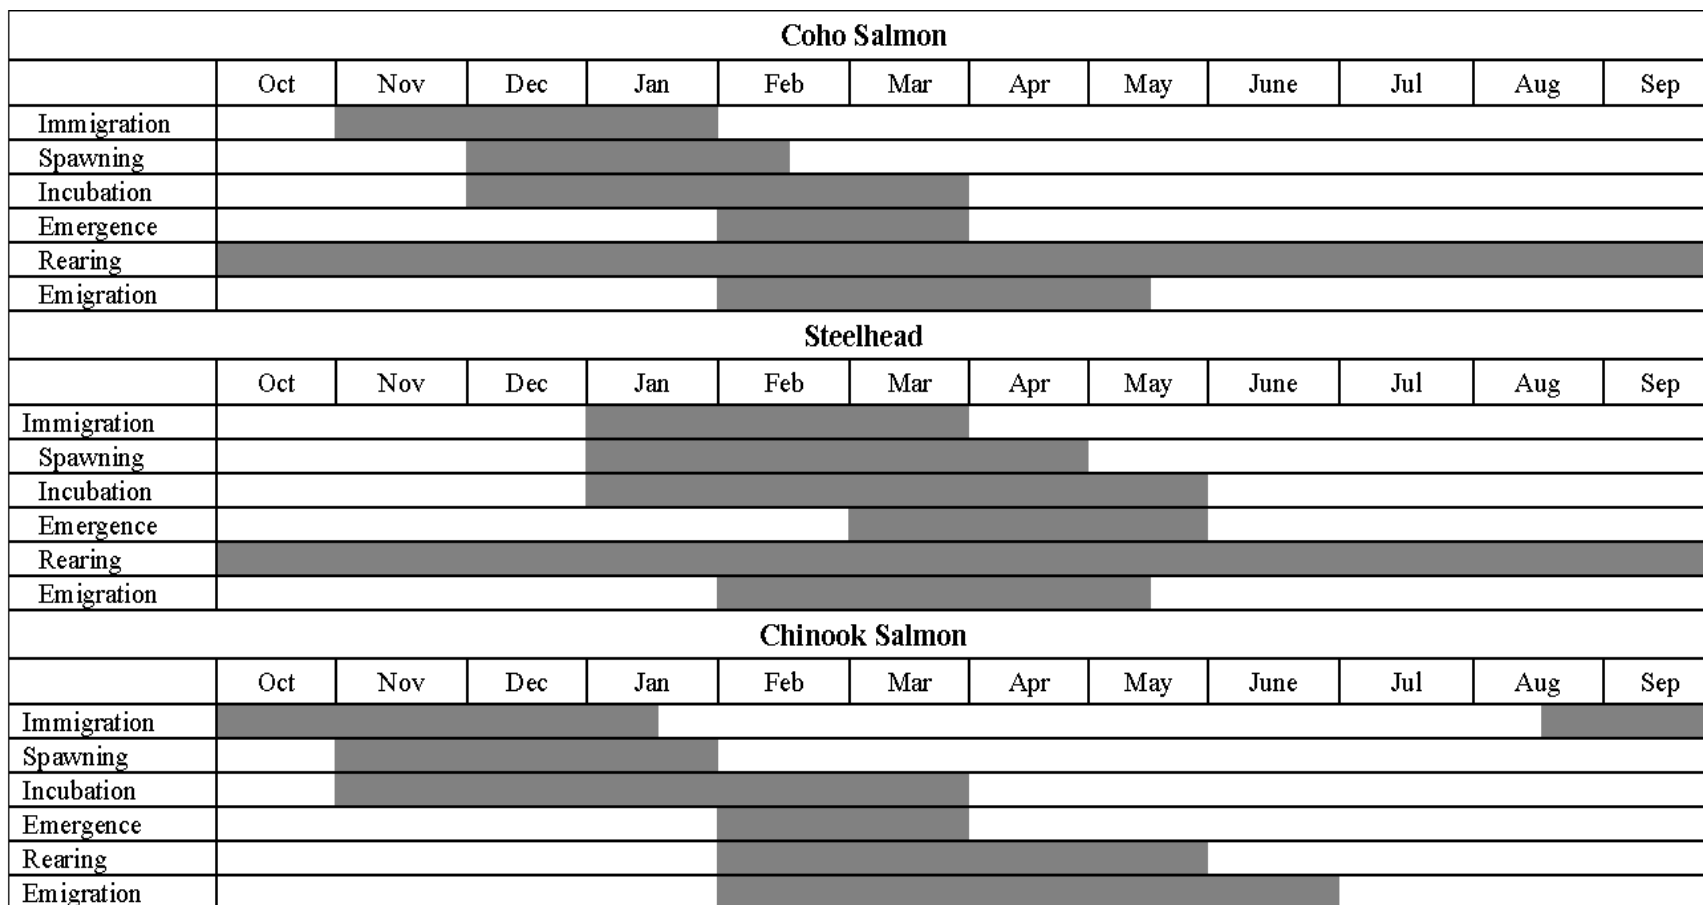 Coho Salmon
Oct Nov Dec Jan Feb Mar Apr May June Jul Aug Sep
Immigration
Spawning
Incubation
Emergence
Rearing
Emigration
Steelhead
Oct Nov Dec Jan Feb Mar Apr May June Jul Aug Sep
Immigration
Spawning
Incubation
Emergence
Rearing
Emigration
Chinook Salmon
Oct Nov Dec Jan Feb Mar Apr May June Jul Aug Sep
Immigration
Spawning
Incubation
Emergence
Rearing
Emigration